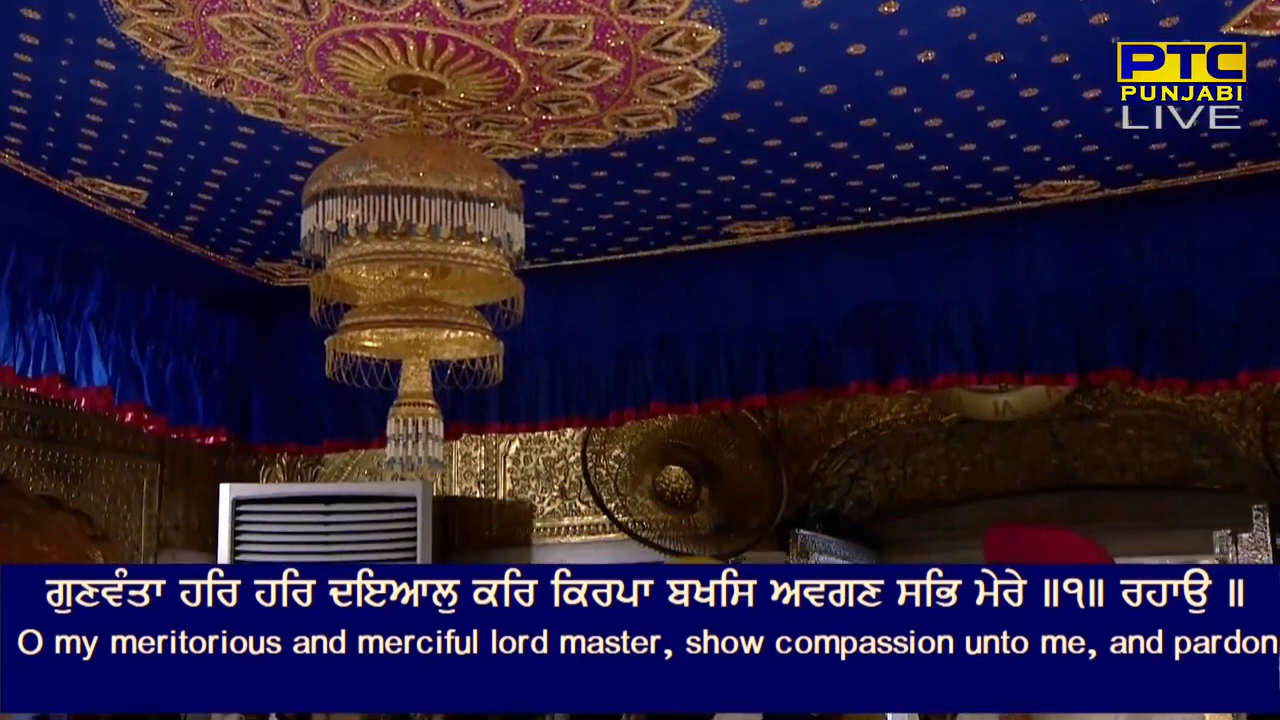 PTC
PUNJABI
LIVE
ਗੁਣਵੰਤਾ ਹਰਿ ਹਰਿ ਦਇਆਲੁ ਕਰਿ ਕਿਰਪਾ ਬਖਸਿ ਅਵਗਣ ਸਭਿ ਮੇਰੇ ॥੧॥ ਰਹਾਉ ॥
O my meritorious and merciful lord master, show compassion unto me, and pardon